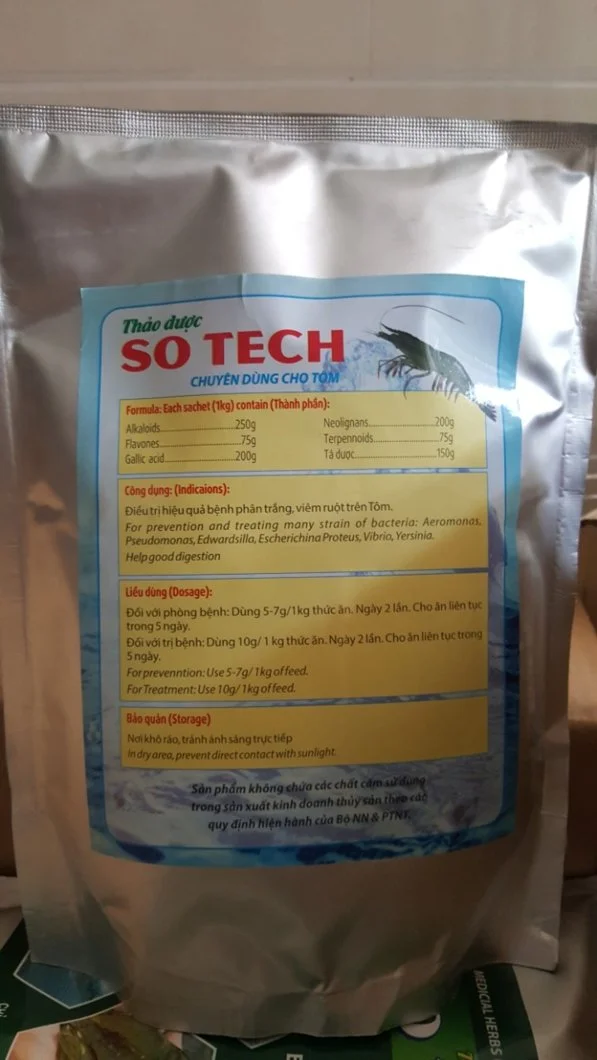 Thảo dược
SO TECH
CHUYÊN DÙNG CHO TÔM
Formula: Each sachet (1kg) contain (Thành phần):
Alkaloids..............................250g
Flavones...............................75g
Gallic acid............................200g
Neolignans.............................200g
Terpennoids............................75g
Tá dược................................150g
Công dụng: (Indicaions):
Điều trị hiệu quả bệnh phân trắng, viêm ruột trên Tôm.
For prevention and treating many strain of bacteria: Aeromonas,
Pseudomonas, Edwardsilla, Escherichina Proteus, Vibrio, Yersinia.
Help good digestion
Liều dùng (Dosage):
Đối với phòng bệnh: Dùng 5-7g/1kg thức ăn. Ngày 2 lần. Cho ăn liên tục
trong 5 ngày.
Đối với trị bệnh: Dùng 10g/ 1 kg thức ăn. Ngày 2 lần. Cho ăn liên tục trong
5 ngày.
For prevenntion: Use 5-7g/ 1kg of feed.
For Treatment: Use 10g/ 1kg of feed.
Bảo quản (Storage)
Nơi khô ráo, tránh ánh sáng trực tiếp
In dry area, prevent direct contact with sunlight.
Sản phẩm không chứa các chất cấm sử dụng
trong sản xuất kinh doanh thủy sản theo các
quy định hiện hành của Bộ NN & PTNT.
MEDICIAL HERBS